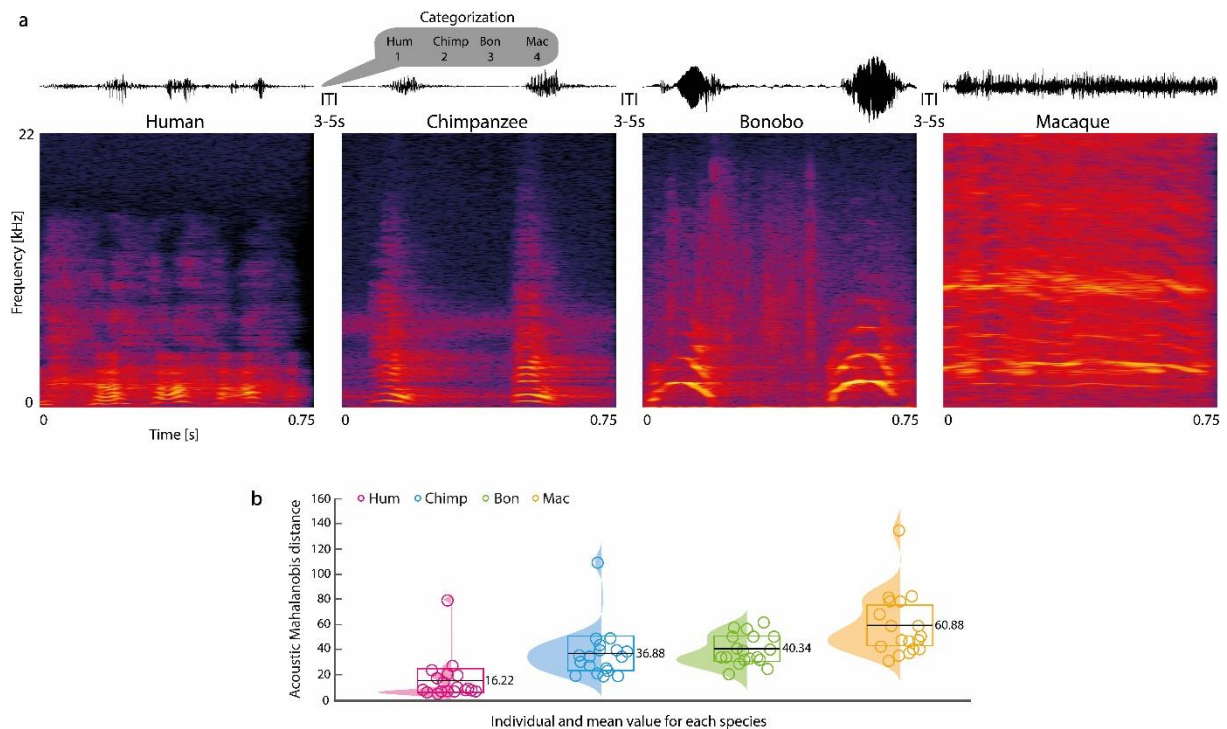 a
Categorization
Hum Chimp Bon Mac
1 2 3 4
ITI ITI ITI
Human 3-5s Chimpanzee 3-5s Bonobo 3-5s Macaque
22
Frequency [kHz]
0
0 0.75 0 0.75 0 0.75 0 0.75
Time [s]
b
Hum Chimp Bon Mac
Acoustic Mahalanobis distance
160
140
120
100
80
60
40
20
0
16.22
36.88
40.34
60.88
Individual and mean value for each species